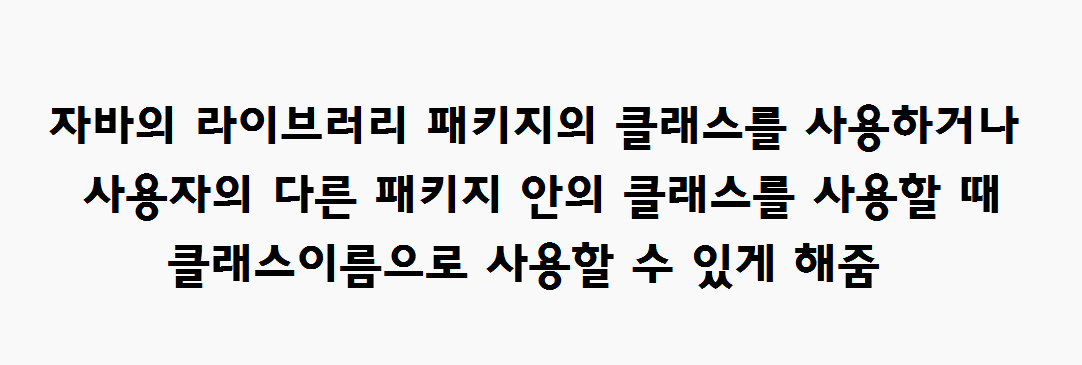 자바의 라이브러리 패키지의 클래스를 사용하거나
사용자의 다른 패키지 안의 클래스를 사용할 때
클래스이름으로 사용할 수 있게 해줌